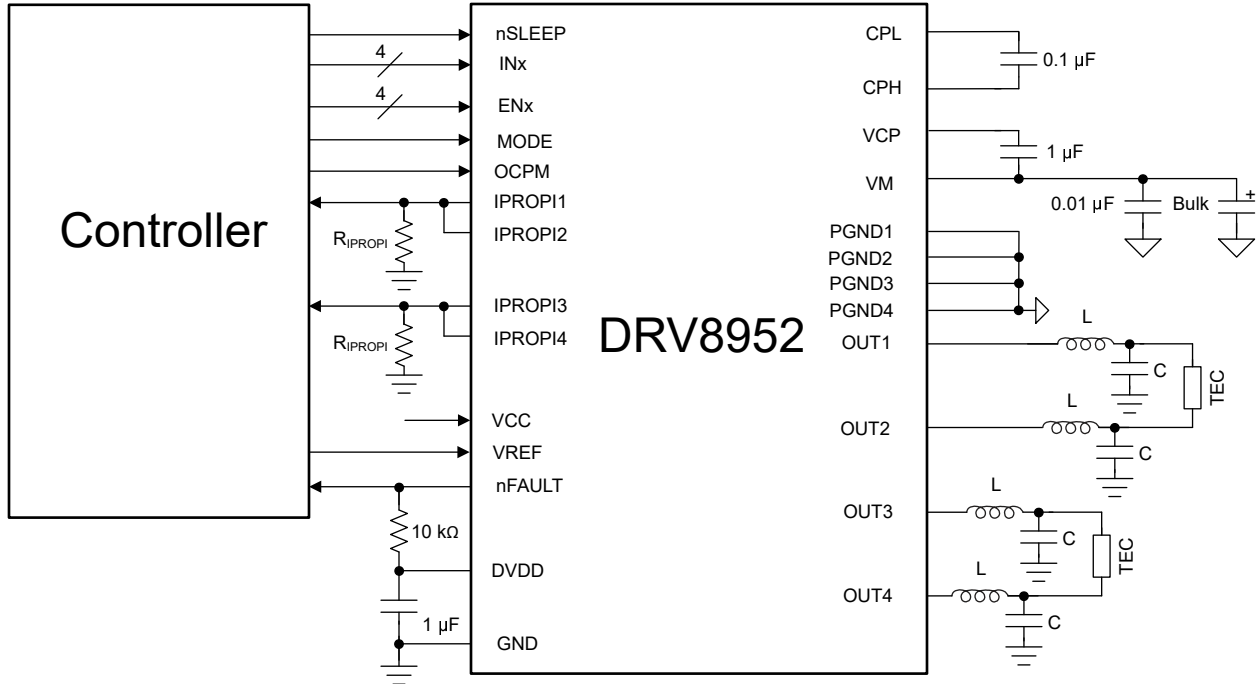 Controller
4
4
R_IPROPI
R_IPROPI
10 kΩ
1 µF
nSLEEP
INx
ENx
MODE
OCPM
IPROPI1
IPROPI2
IPROPI3
IPROPI4
VCC
VREF
nFAULT
DVDD
GND
DRV8952
CPL
CPH
VCP
VM
PGND1
PGND2
PGND3
PGND4
OUT1
OUT2
OUT3
OUT4
0.1 µF
1 µF
0.01 µF
Bulk
+
L
C
TEC
L
C
L
C
TEC
L
C